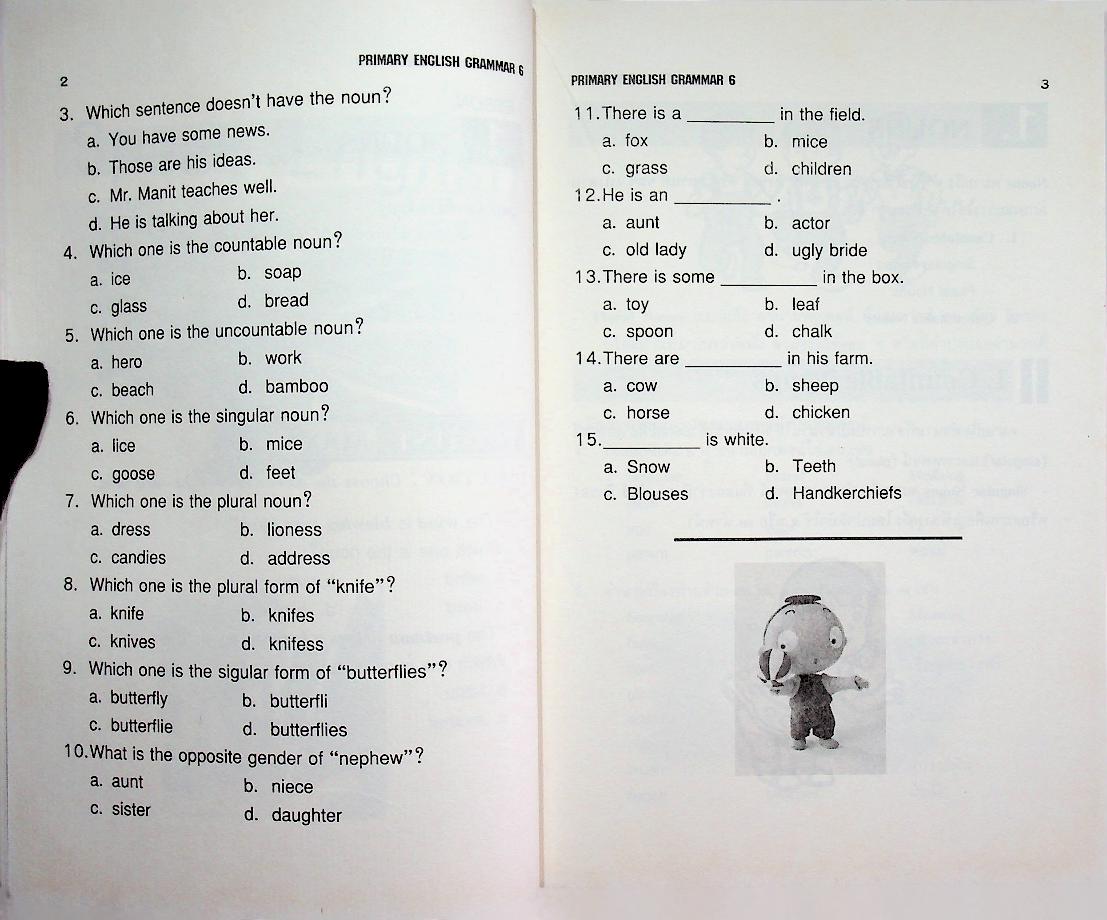 PRIMARY ENGLISH GRAMMAR 6
2
3. Which sentence doesn't have the noun?
a. You have some news.
b. Those are his ideas.
c. Mr. Manit teaches well.
d. He is talking about her.
4. Which one is the countable noun?
a. ice b. soap
c. glass d. bread
5. Which one is the uncountable noun?
a. hero b. work
c. beach d. bamboo
6. Which one is the singular noun?
a. lice b. mice
c. goose d. feet
7. Which one is the plural noun?
a. dress b. lioness
c. candies d. address
8. Which one is the plural form of “knife”?
a. knife b. knifes
c. knives d. knifess
9. Which one is the sigular form of “butterflies”?
a. butterfly b. butterfli
c. butterflie d. butterflies
10.What is the opposite gender of “nephew”?
a. aunt b. niece
c. sister d. daughter
PRIMARY ENGLISH GRAMMAR 6 3
11.There is a __________ in the field.
a. fox b. mice
c. grass d. children
12.He is an ___________ .
a. aunt b. actor
c. old lady d. ugly bride
13.There is some ___________ in the box.
a. toy b. leaf
c. spoon d. chalk
14.There are ___________ in his farm.
a. cow b. sheep
c. horse d. chicken
15.___________ is white.
a. Snow b. Teeth
c. Blouses d. Handkerchiefs